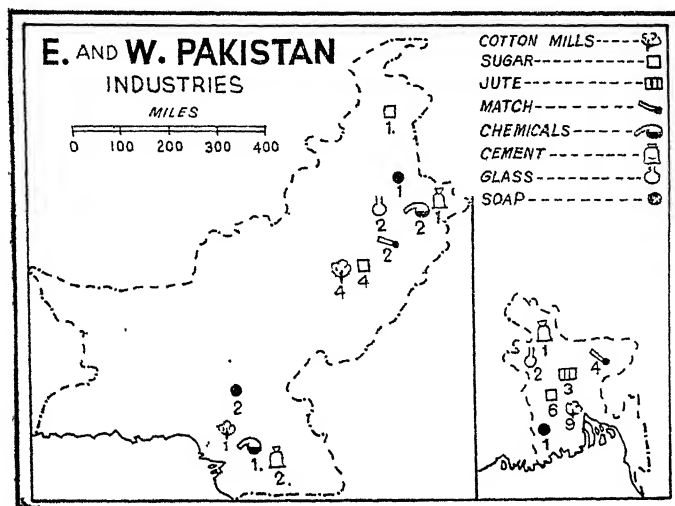 E. AND W. PAKISTAN
INDUSTRIES
MILES
0 100 200 300 400
COTTON MILLS
SUGAR
JUTE
MATCH
CHEMICALS
CEMENT
GLASS
SOAP
1.
1
2
2
1
2
4
4
2
1
1.
2.
1
2
3
4
6
9
1